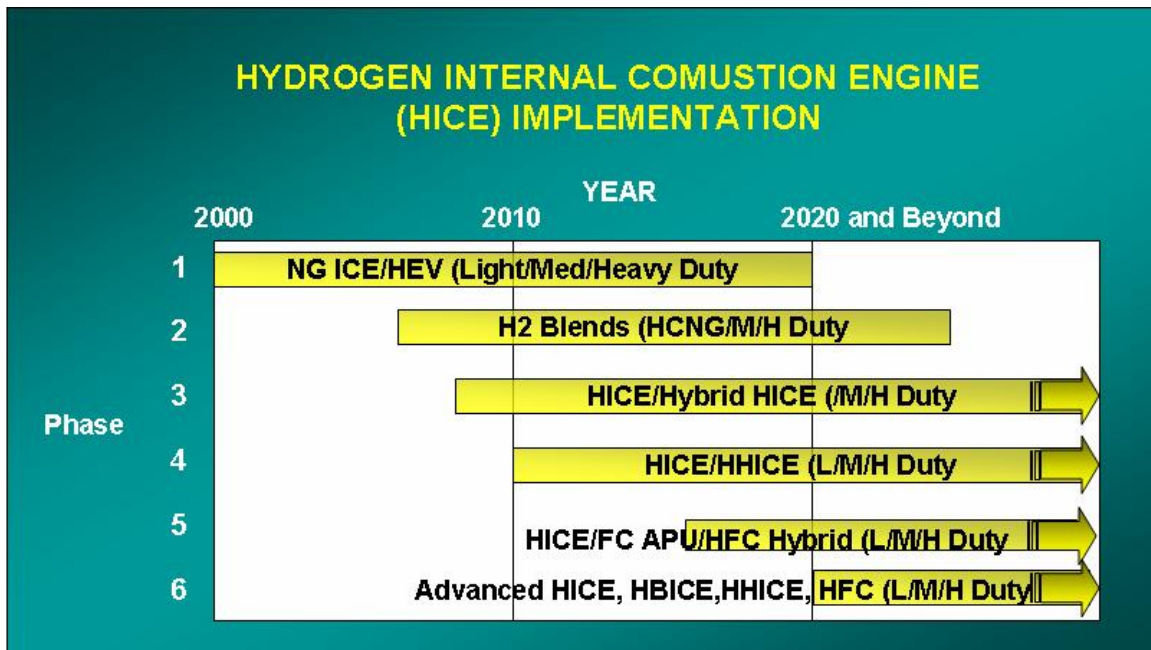 HYDROGEN INTERNAL COMUSTION ENGINE
(HICE) IMPLEMENTATION
YEAR
2000 2010 2020 and Beyond
1 NG ICE/HEV (Light/Med/Heavy Duty
2 H2 Blends (HCNG/M/H Duty
3 HICE/Hybrid HICE (/M/H Duty
Phase
4 HICE/HHICE (L/M/H Duty
5 HICE/FC APU/HFC Hybrid (L/M/H Duty
6 Advanced HICE, HBICE,HHICE, HFC (L/M/H Duty